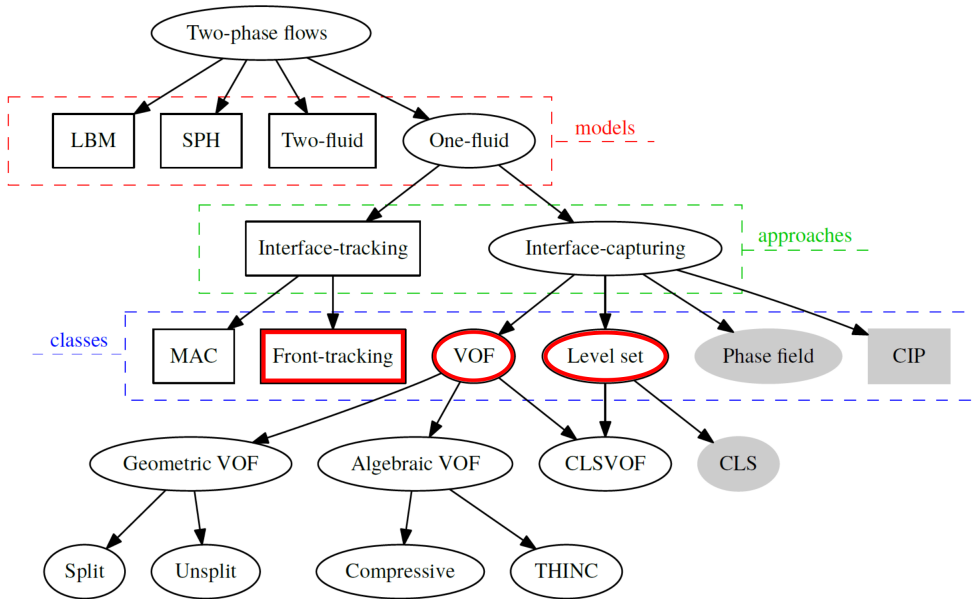 Two-phase flows
LBM
SPH
Two-fluid
One-fluid
models
Interface-tracking
Interface-capturing
approaches
classes
MAC
Front-tracking
VOF
Level set
Phase field
CIP
Geometric VOF
Algebraic VOF
CLSVOF
CLS
Split
Unsplit
Compressive
THINC